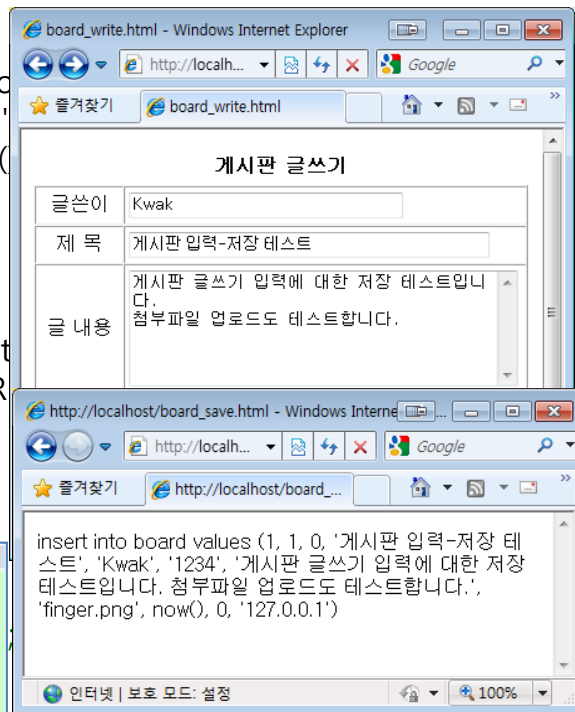 board_write.html - Windows Internet Explorer
http://localh...
Google
즐겨찾기
board_write.html
게시판 글쓰기
글쓴이
Kwak
제 목
게시판 입력-저장 테스트
글 내용
게시판 글쓰기 입력에 대한 저장 테스트입니
다.
첨부파일 업로드도 테스트합니다.
http://localhost/board_save.html - Windows Interne
http://localh...
Google
즐겨찾기
http://localhost/board_...
insert into board values (1, 1, 0, '게시판 입력-저장 테
스트', 'Kwak', '1234', '게시판 글쓰기 입력에 대한 저장
테스트입니다. 첨부파일 업로드도 테스트합니다.',
'finger.png', now(), 0, '127.0.0.1')
인터넷 | 보호 모드: 설정
100%